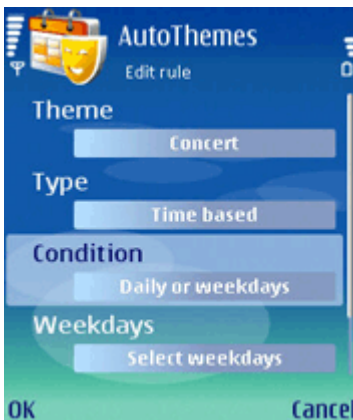 AutoThemes
Edit rule
Theme
Concert
Type
Time based
Condition
Daily or weekdays
Weekdays
Select weekdays
OK
Cancel